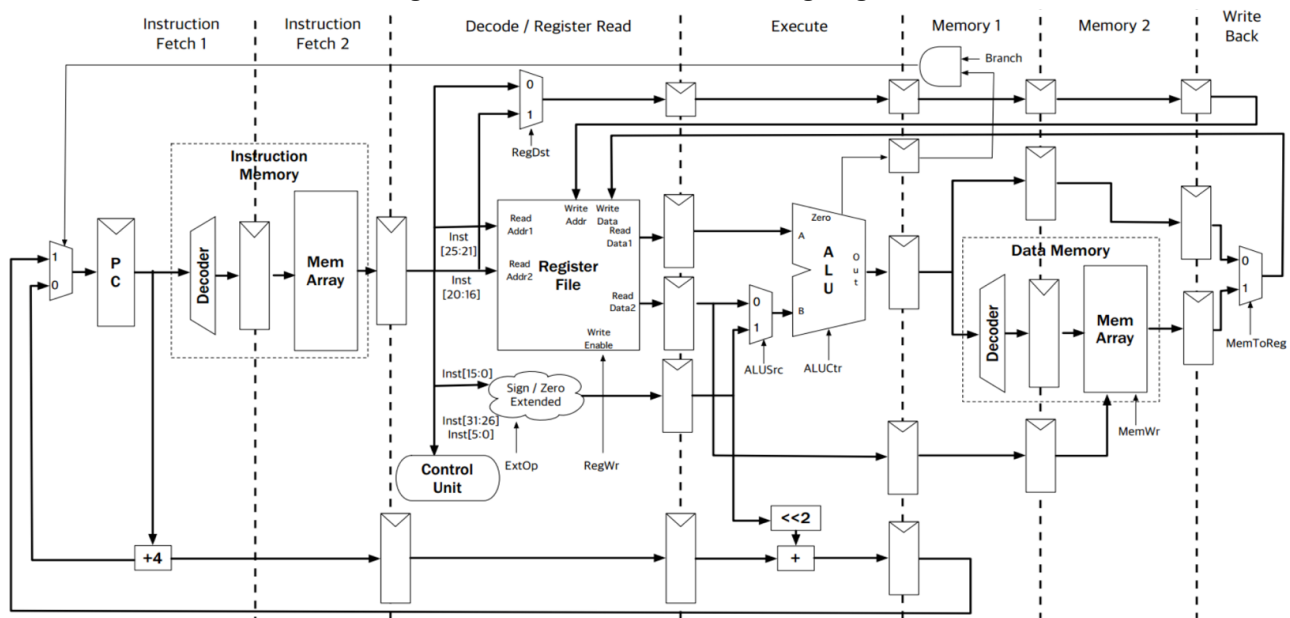 Instruction
Fetch 1
Instruction
Fetch 2
Decode / Register Read
Execute
Memory 1
Memory 2
Write
Back
Branch
0
1
RegDst
Instruction
Memory
Decoder
Mem
Array
1
0
P
C
+4
Inst
[25:21]
Inst
[20:16]
Read
Addr1
Read
Addr2
Write
Addr
Write
Data
Read
Data1
Register
File
Read
Data2
Write
Enable
Inst[15:0]
Sign / Zero
Extended
Inst[31:26]
Inst[5:0]
Control
Unit
ExtOp
RegWr
0
1
ALUSrc
Zero
A
B
A
L
U
O
u
t
ALUCtr
<<2
+
Data Memory
Decoder
Mem
Array
MemWr
0
1
MemToReg